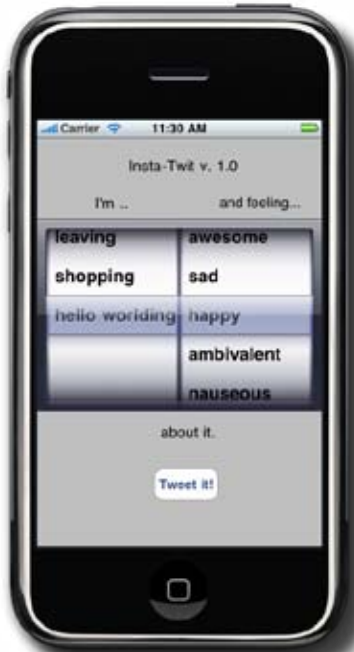 Carrier 11:30 AM
Insta-Twit v. 1.0
I'm .. and feeling...
leaving awesome
shopping sad
hello worlding happy
ambivalent
nauseous
about it.
Tweet it!